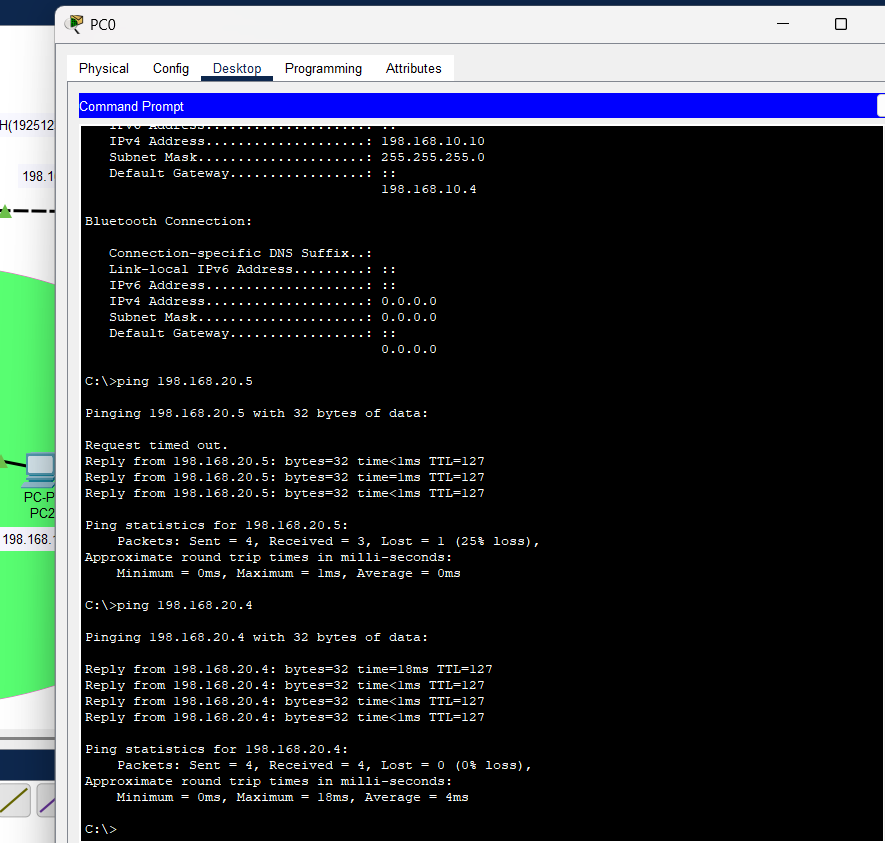 PC0
Physical Config Desktop Programming Attributes
Command Prompt
H(192512
198.1
PC-P
PC2
198.168.
IPv6 Address......................: ::
IPv4 Address....................: 198.168.10.10
Subnet Mask.....................: 255.255.255.0
Default Gateway.................: ::
198.168.10.4
Bluetooth Connection:
Connection-specific DNS Suffix..:
Link-local IPv6 Address.........: ::
IPv6 Address....................: ::
IPv4 Address....................: 0.0.0.0
Subnet Mask.....................: 0.0.0.0
Default Gateway.................: ::
0.0.0.0
C:\>ping 198.168.20.5
Pinging 198.168.20.5 with 32 bytes of data:
Request timed out.
Reply from 198.168.20.5: bytes=32 time<1ms TTL=127
Reply from 198.168.20.5: bytes=32 time=1ms TTL=127
Reply from 198.168.20.5: bytes=32 time<1ms TTL=127
Ping statistics for 198.168.20.5:
Packets: Sent = 4, Received = 3, Lost = 1 (25% loss),
Approximate round trip times in milli-seconds:
Minimum = 0ms, Maximum = 1ms, Average = 0ms
C:\>ping 198.168.20.4
Pinging 198.168.20.4 with 32 bytes of data:
Reply from 198.168.20.4: bytes=32 time=18ms TTL=127
Reply from 198.168.20.4: bytes=32 time<1ms TTL=127
Reply from 198.168.20.4: bytes=32 time<1ms TTL=127
Reply from 198.168.20.4: bytes=32 time<1ms TTL=127
Ping statistics for 198.168.20.4:
Packets: Sent = 4, Received = 4, Lost = 0 (0% loss),
Approximate round trip times in milli-seconds:
Minimum = 0ms, Maximum = 18ms, Average = 4ms
C:\>